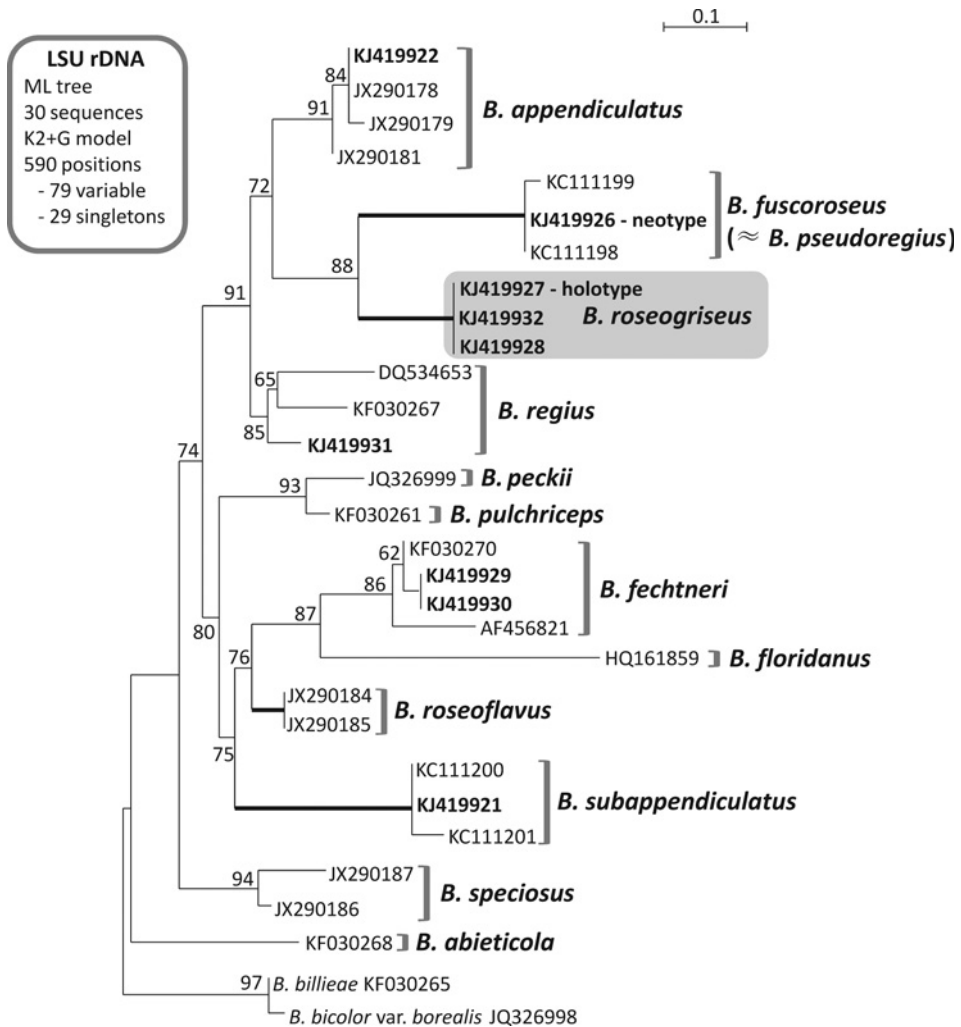 0.1
LSU rDNA
ML tree
30 sequences
K2+G model
590 positions
- 79 variable
- 29 singletons
KJ419922
84
JX290178
91
JX290179
JX290181
B. appendiculatus
72
KC111199
KJ419926 - neotype
KC111198
B. fuscoroseus
(≈ B. pseudoregius)
88
KJ419927 - holotype
KJ419932
KJ419928
B. roseogriseus
91
DQ534653
65
KF030267
85
KJ419931
B. regius
74
93
JQ326999
B. peckii
KF030261
B. pulchriceps
62
KF030270
KJ419929
86
KJ419930
AF456821
B. fechtneri
87
80
HQ161859
B. floridanus
76
JX290184
JX290185
B. roseoflavus
75
KC111200
KJ419921
KC111201
B. subappendiculatus
94
JX290187
JX290186
B. speciosus
KF030268
B. abieticola
97
B. billieae KF030265
B. bicolor var. borealis JQ326998